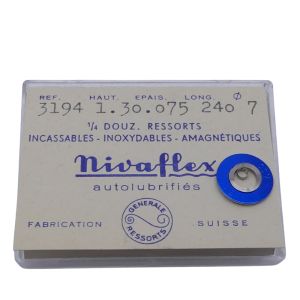 REF. HAUT. EPAIS. LONG. Ø
3194 1.30.075 240 7
¼ DOUZ. RESSORTS
INCASSABLES - INOXYDABLES - AMAGNÉTIQUES
Nivaflex
autolubrifiés
GENERALE RESSORTS
FABRICATION SUISSE